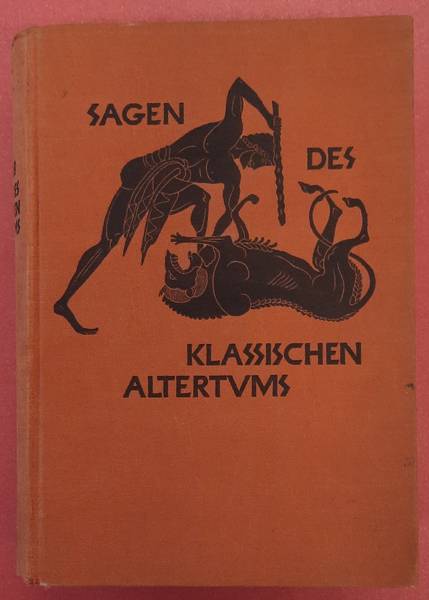 SAGEN
DES
KLASSISCHEN
ALTERTVMS